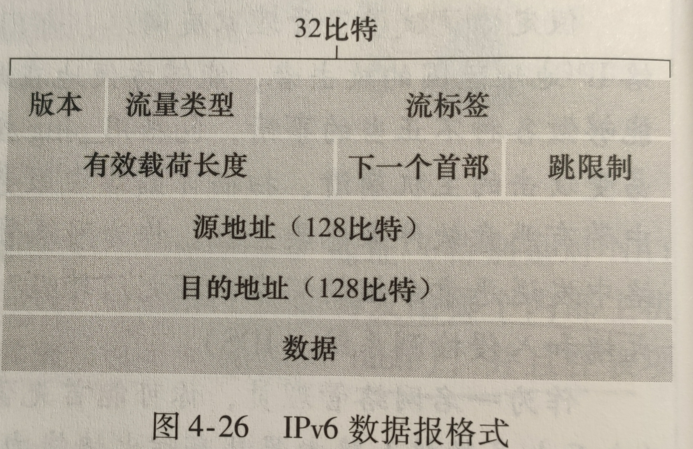 32比特
版本 流量类型 流标签
有效载荷长度 下一个首部 跳限制
源地址（128比特）
目的地址（128比特）
数据
图 4-26 IPv6 数据报格式